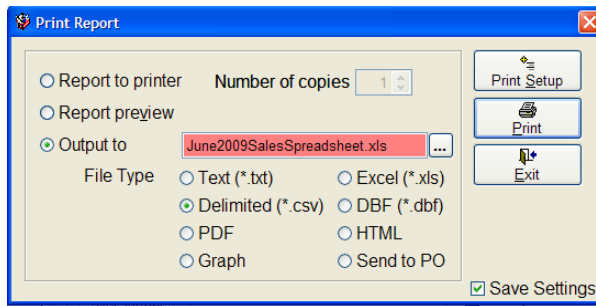 Print Report
Report to printer Number of copies 1
Print Setup
Report preview
Print
Output to June2009SalesSpreadsheet.xls ...
Exit
File Type Text (*.txt) Excel (*.xls)
Delimited (*.csv) DBF (*.dbf)
PDF HTML
Graph Send to PO
Save Settings